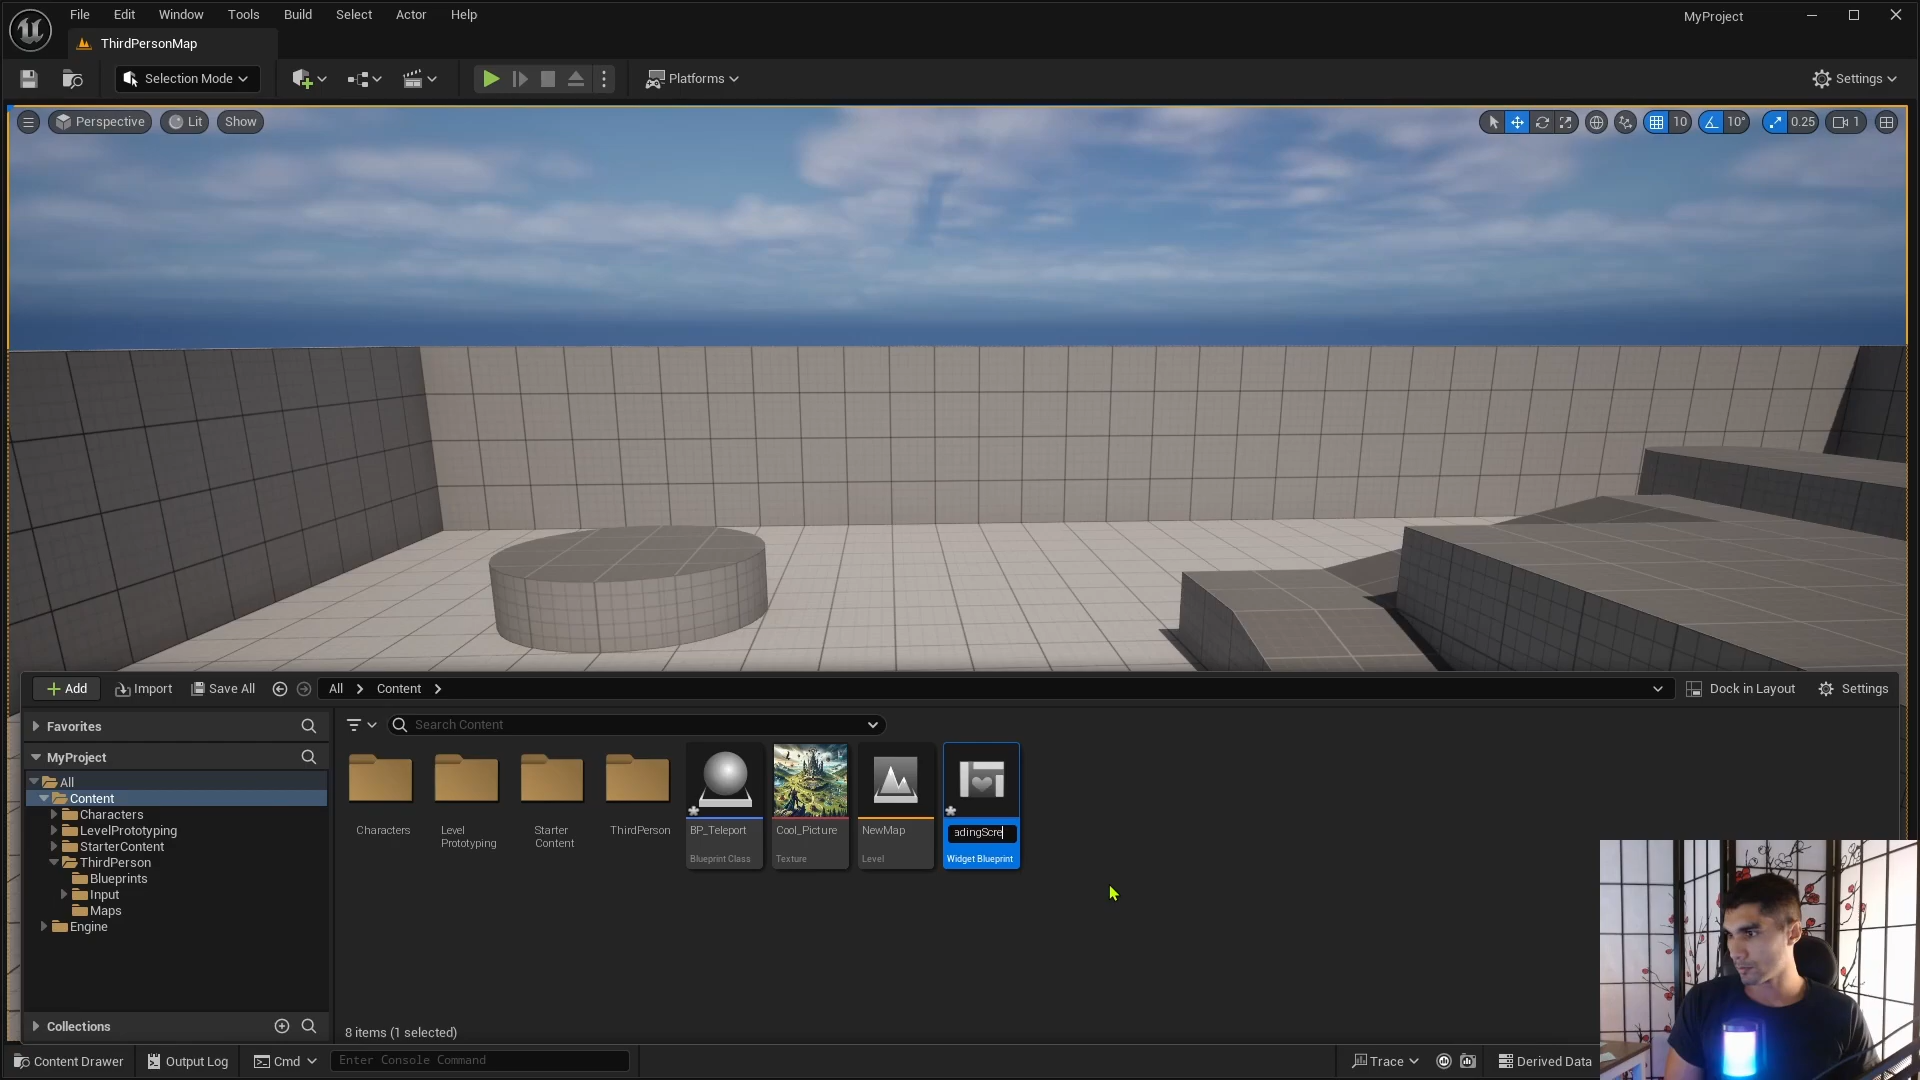 File Edit Window Tools Build Select Actor Help
MyProject
ThirdPersonMap
Selection Mode
Platforms
Settings
Perspective Lit Show
10 10° 0.25 1
Add Import Save All All Content
Dock in Layout Settings
Favorites
Search Content
MyProject
All
Content
Characters
LevelPrototyping
StarterContent
ThirdPerson
Blueprints
Input
Maps
Engine
Characters
Level
Prototyping
Starter
Content
ThirdPerson
BP_Teleport
Blueprint Class
Cool_Picture
Texture
NewMap
Level
adingScre
Widget Blueprint
Collections
8 items (1 selected)
Content Drawer Output Log Cmd Enter Console Command
Trace Derived Data